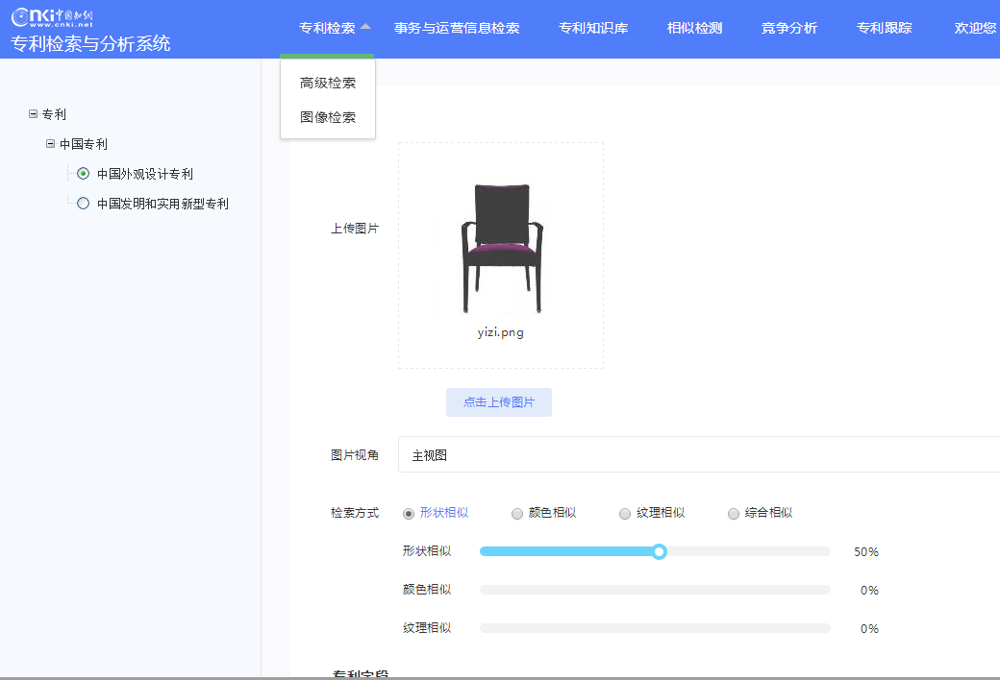 cnki 中国知网
www.cnki.net
专利检索与分析系统
专利检索 事务与运营信息检索 专利知识库 相似检测 竞争分析 专利跟踪 欢迎您
高级检索
图像检索
专利
中国专利
中国外观设计专利
中国发明和实用新型专利
上传图片
yizi.png
点击上传图片
图片视角 主视图
检索方式 形状相似 颜色相似 纹理相似 综合相似
形状相似 50%
颜色相似 0%
纹理相似 0%
专利字段